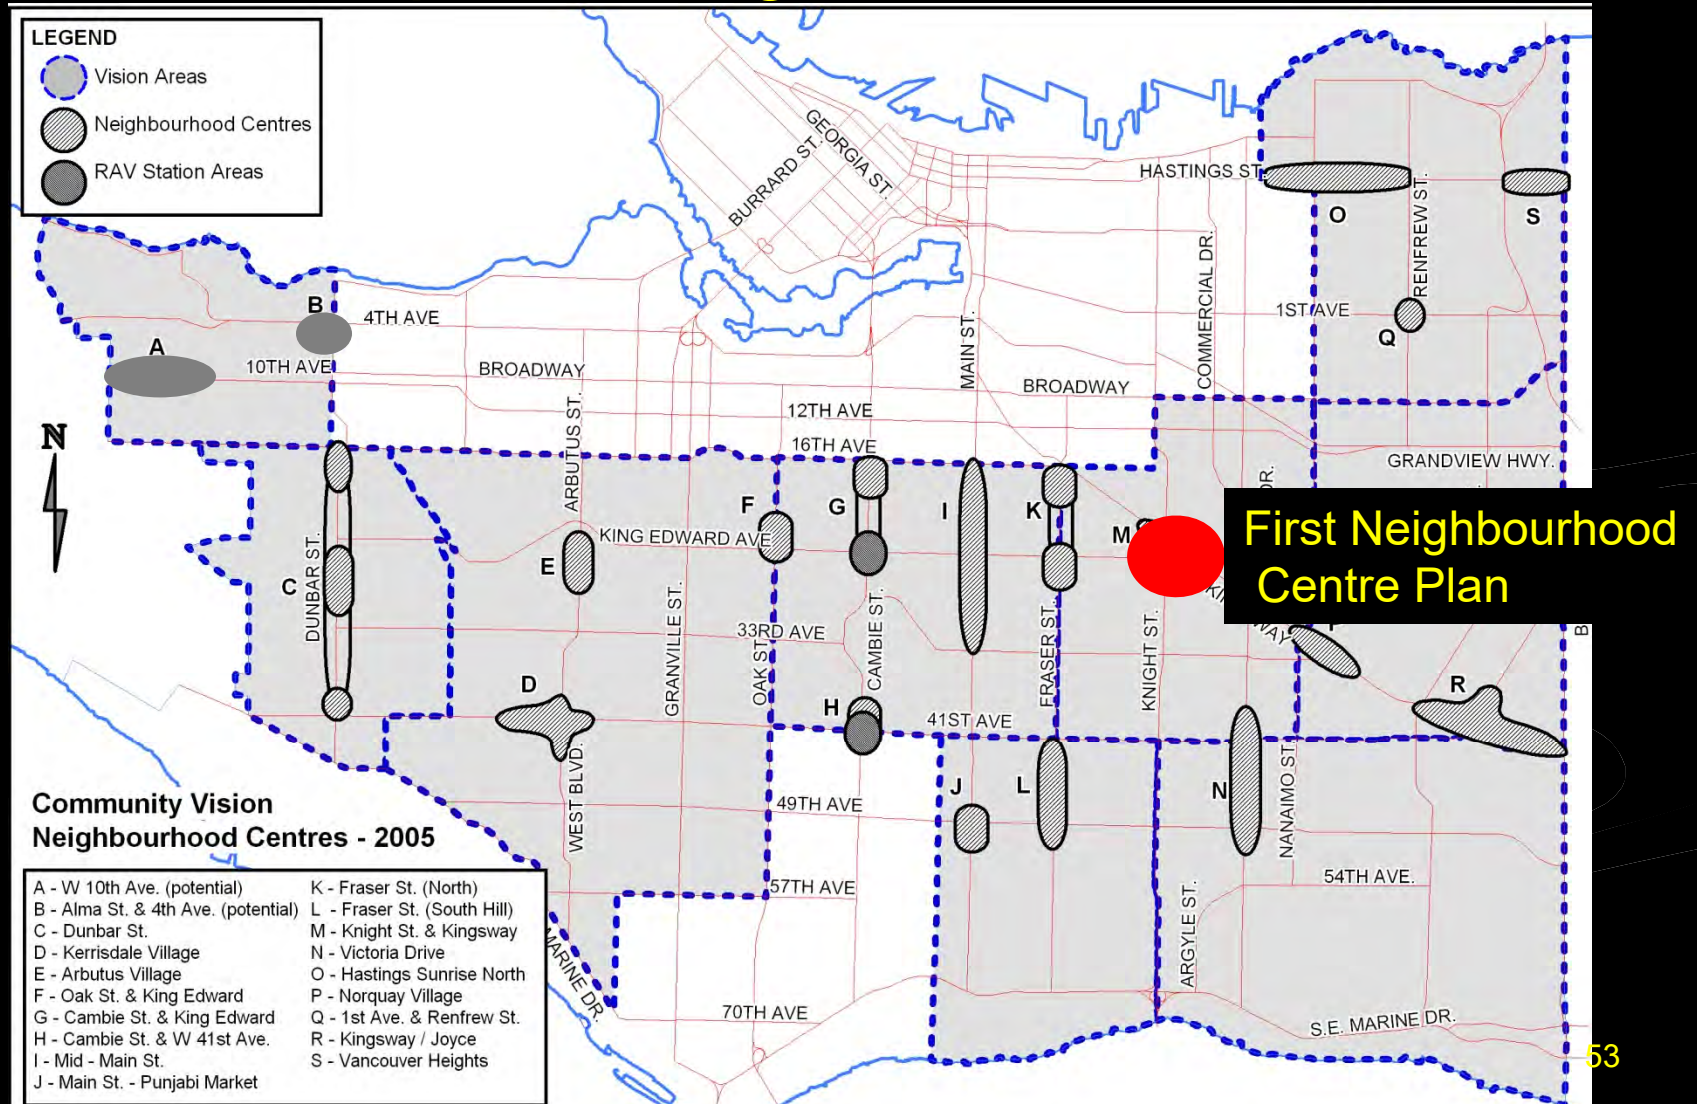 LEGEND
Vision Areas
Neighbourhood Centres
RAV Station Areas
GEORGIA ST.
BURRARD ST.
HASTINGS ST.
O
S
RENFREW ST.
COMMERCIAL DR.
MAIN ST.
1ST AVE
Q
B
4TH AVE
A
10TH AVE
BROADWAY
BROADWAY
12TH AVE
16TH AVE
ARBUTUS ST.
GRANDVIEW HWY.
DR.
N
F
G
I
K
M
First Neighbourhood
Centre Plan
KING EDWARD AVE
E
C
DUNBAR ST.
33RD AVE
GRANVILLE ST.
OAK ST.
CAMBIE ST.
FRASER ST.
KNIGHT ST.
D
H
41ST AVE
R
WEST BLVD.
49TH AVE
J
L
N
NANAIMO ST.
57TH AVE
54TH AVE.
ARGYLE ST.
MARINE DR.
70TH AVE
S.E. MARINE DR.
Community Vision
Neighbourhood Centres - 2005
A - W 10th Ave. (potential)
B - Alma St. & 4th Ave. (potential)
C - Dunbar St.
D - Kerrisdale Village
E - Arbutus Village
F - Oak St. & King Edward
G - Cambie St. & King Edward
H - Cambie St. & W 41st Ave.
I - Mid - Main St.
J - Main St. - Punjabi Market
K - Fraser St. (North)
L - Fraser St. (South Hill)
M - Knight St. & Kingsway
N - Victoria Drive
O - Hastings Sunrise North
P - Norquay Village
Q - 1st Ave. & Renfrew St.
R - Kingsway / Joyce
S - Vancouver Heights
53